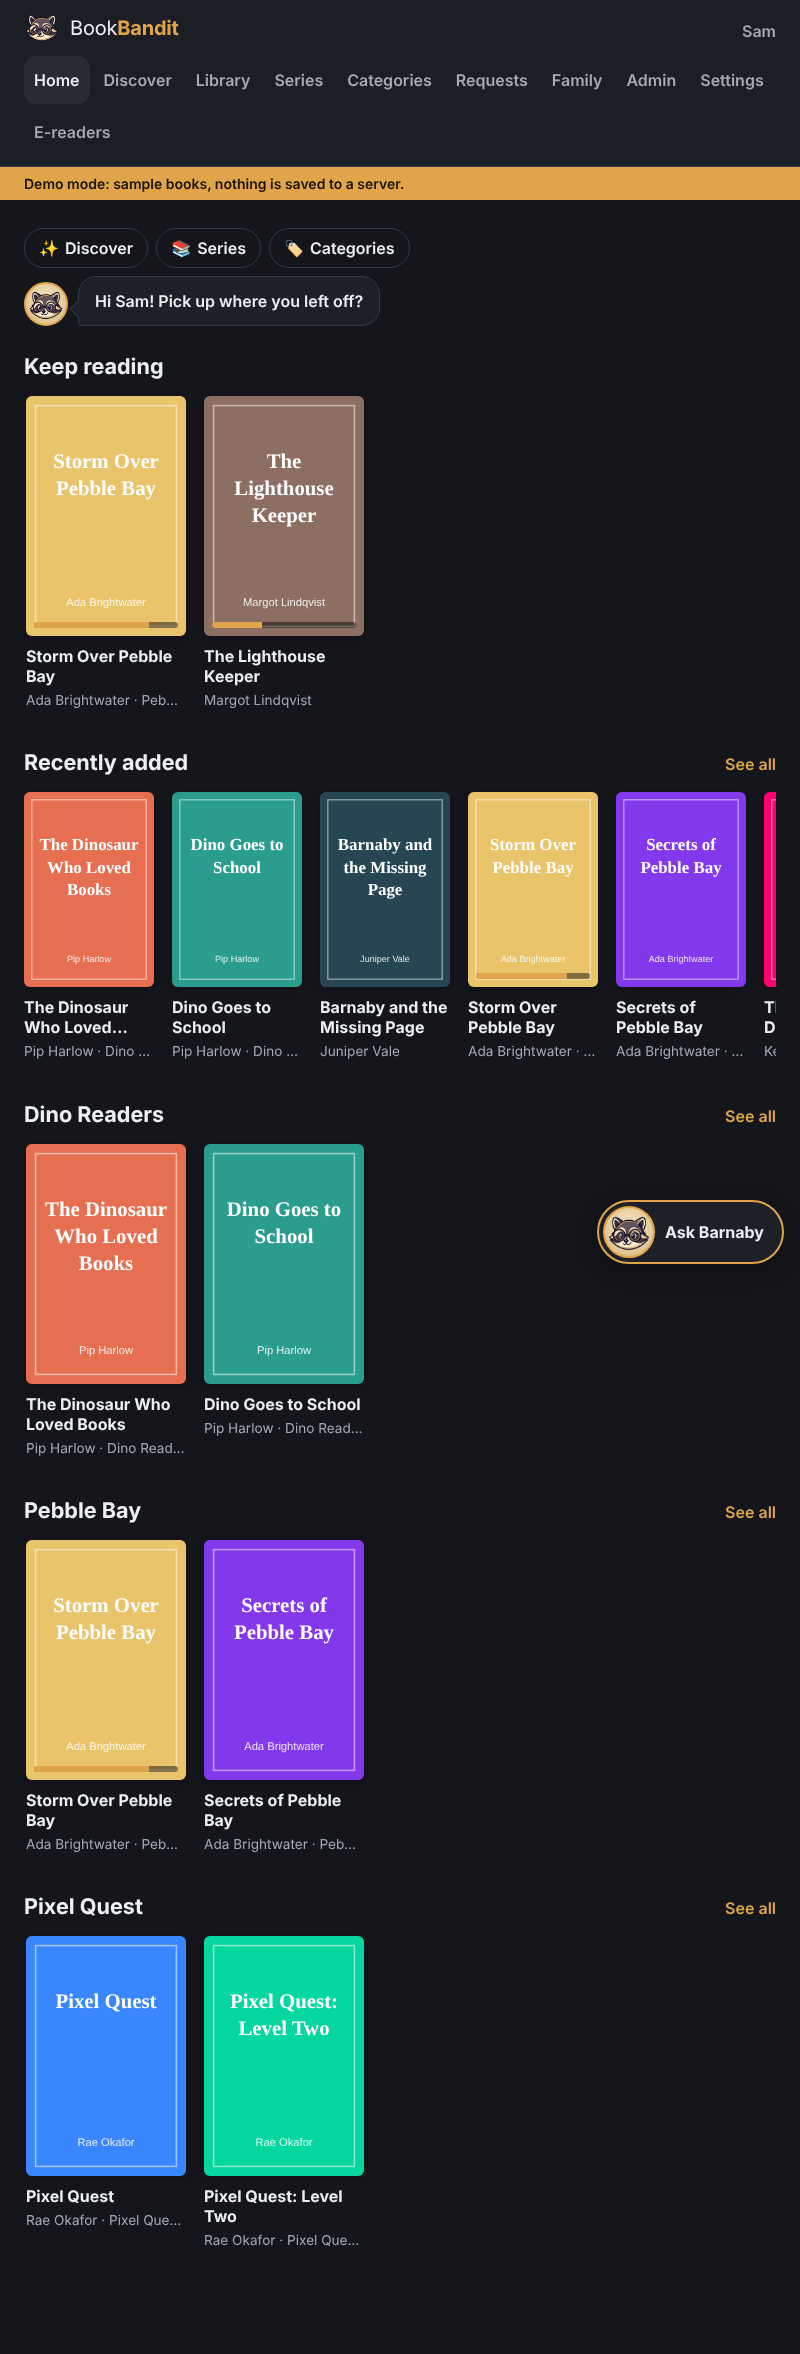 BookBandit
Sam
Home Discover Library Series Categories Requests Family Admin Settings
E-readers
Demo mode: sample books, nothing is saved to a server.
✨ Discover 📚 Series 🏷️ Categories
Hi Sam! Pick up where you left off?
Keep reading
Storm Over
Pebble Bay
Ada Brightwater
Storm Over Pebble
Bay
Ada Brightwater · Peb...
The
Lighthouse
Keeper
Margot Lindqvist
The Lighthouse
Keeper
Margot Lindqvist
Recently added
See all
The Dinosaur
Who Loved
Books
Pip Harlow
The Dinosaur
Who Loved...
Pip Harlow · Dino ...
Dino Goes to
School
Pip Harlow
Dino Goes to
School
Pip Harlow · Dino ...
Barnaby and
the Missing
Page
Juniper Vale
Barnaby and the
Missing Page
Juniper Vale
Storm Over
Pebble Bay
Ada Brightwater
Storm Over
Pebble Bay
Ada Brightwater · ...
Secrets of
Pebble Bay
Ada Brightwater
Secrets of
Pebble Bay
Ada Brightwater · ...
Dino Readers
See all
The Dinosaur
Who Loved
Books
Pip Harlow
The Dinosaur Who
Loved Books
Pip Harlow · Dino Read...
Dino Goes to
School
Pip Harlow
Dino Goes to School
Pip Harlow · Dino Read...
Ask Barnaby
Pebble Bay
See all
Storm Over
Pebble Bay
Ada Brightwater
Storm Over Pebble
Bay
Ada Brightwater · Peb...
Secrets of
Pebble Bay
Ada Brightwater
Secrets of Pebble
Bay
Ada Brightwater · Peb...
Pixel Quest
See all
Pixel Quest
Rae Okafor
Pixel Quest
Rae Okafor · Pixel Que...
Pixel Quest:
Level Two
Rae Okafor
Pixel Quest: Level
Two
Rae Okafor · Pixel Que...